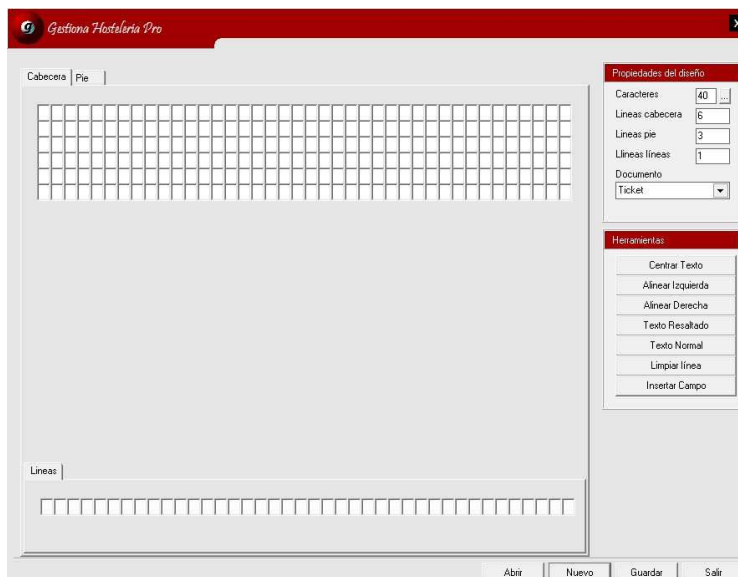 Gestiona Hosteleria Pro
X
Cabecera Pie
Propiedades del diseño
Caracteres 40 ...
Lineas cabecera 6
Lineas pie 3
Llineas líneas 1
Documento
Ticket
Herramientas
Centrar Texto
Alinear Izquierda
Alinear Derecha
Texto Resaltado
Texto Normal
Limpiar línea
Insertar Campo
Lineas
Abrir Nuevo Guardar Salir